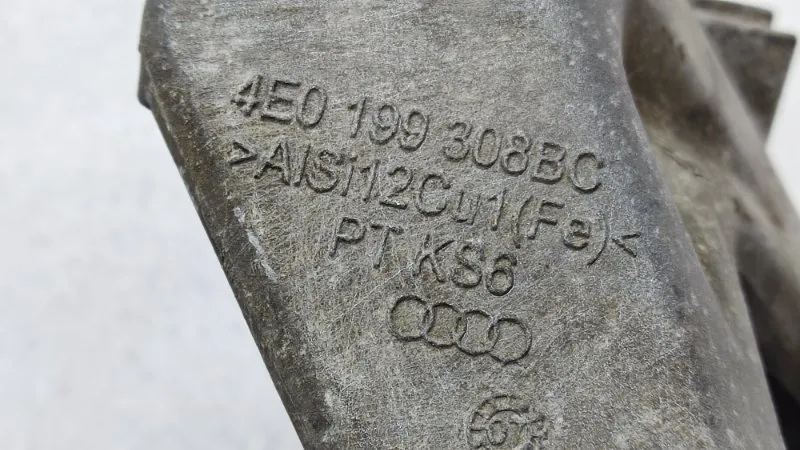 4E0 199 308BC
>AlSi12Cu1(Fe)<
PT KS6